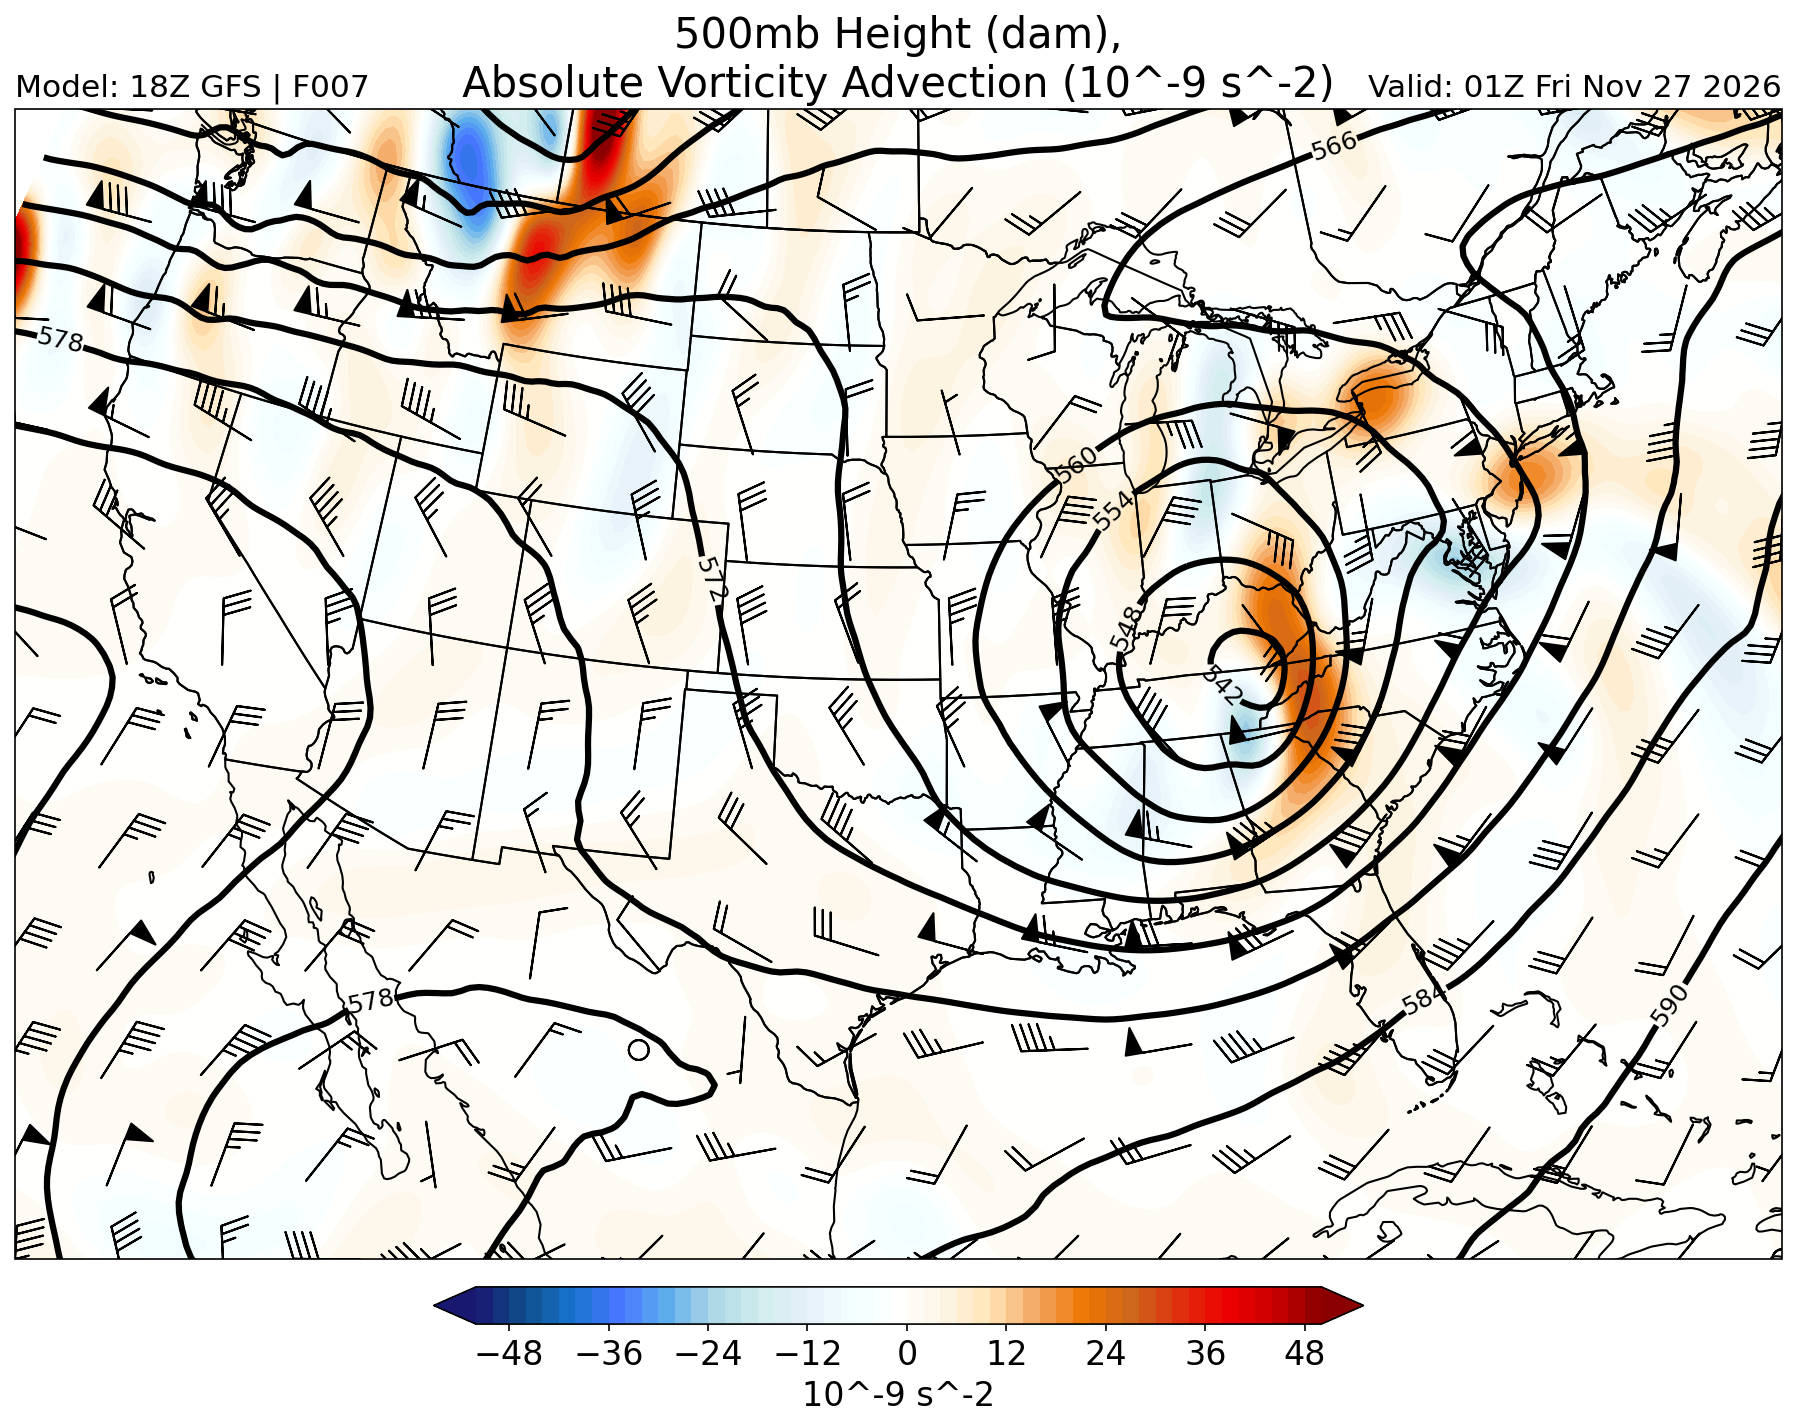 500mb Height (dam),
Model: 18Z GFS | F007
Absolute Vorticity Advection (10^-9 s^-2)
Valid: 01Z Fri Nov 27 2026
566
578
560
554
572
548
542
578
584
590
−48 −36 −24 −12 0 12 24 36 48
10^-9 s^-2